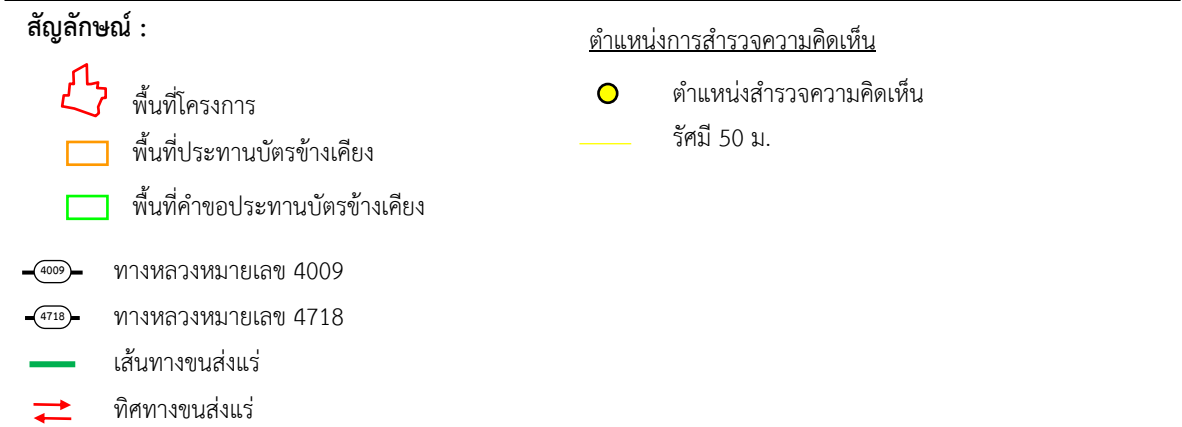 สัญลักษณ์ :
พื้นที่โครงการ
พื้นที่ประทานบัตรข้างเคียง
พื้นที่คำขอประทานบัตรข้างเคียง
4009 ทางหลวงหมายเลข 4009
4718 ทางหลวงหมายเลข 4718
เส้นทางขนส่งแร่
ทิศทางขนส่งแร่
ตำแหน่งการสำรวจความคิดเห็น
ตำแหน่งสำรวจความคิดเห็น
รัศมี 50 ม.